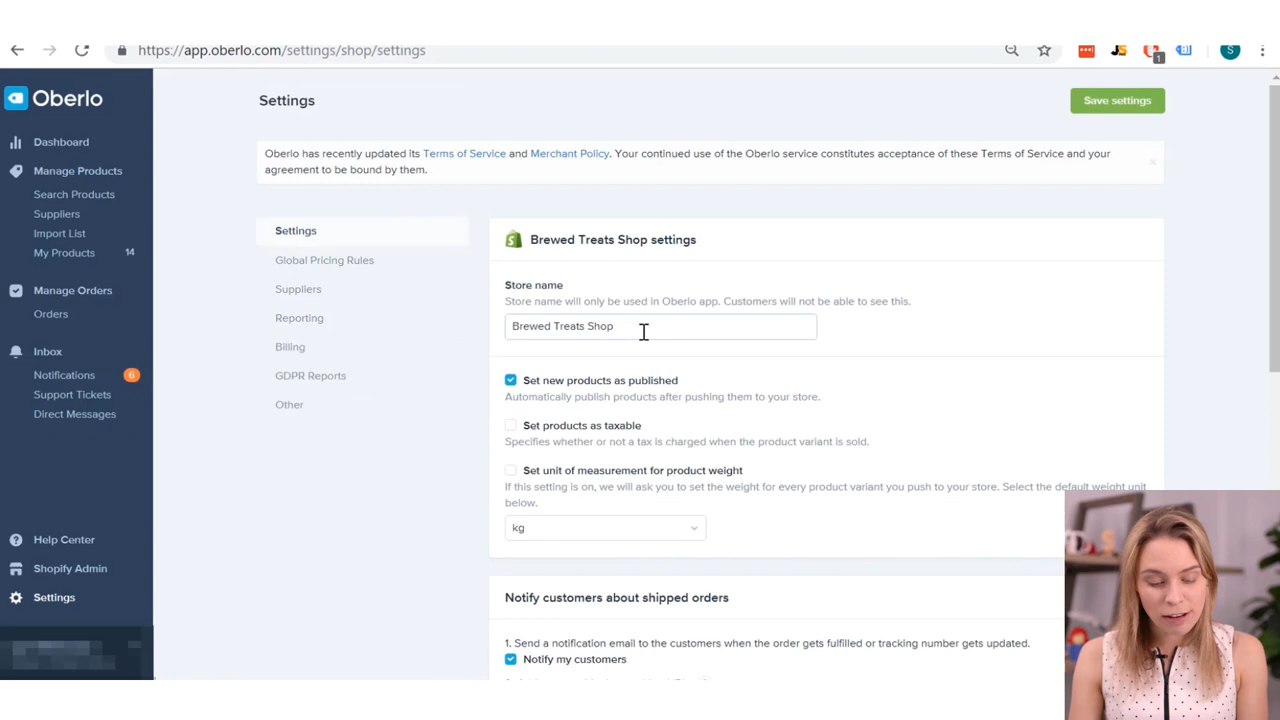 https://app.oberlo.com/settings/shop/settings
1
S
Oberlo
Dashboard
Manage Products
Search Products
Suppliers
Import List
My Products 14
Manage Orders
Orders
Inbox
Notifications 6
Support Tickets
Direct Messages
Help Center
Shopify Admin
Settings
Settings
Save settings
Oberlo has recently updated its Terms of Service and Merchant Policy. Your continued use of the Oberlo service constitutes acceptance of these Terms of Service and your
agreement to be bound by them.
Settings
Global Pricing Rules
Suppliers
Reporting
Billing
GDPR Reports
Other
Brewed Treats Shop settings
Store name
Store name will only be used in Oberlo app. Customers will not be able to see this.
Brewed Treats Shop
Set new products as published
Automatically publish products after pushing them to your store.
Set products as taxable
Specifies whether or not a tax is charged when the product variant is sold.
Set unit of measurement for product weight
If this setting is on, we will ask you to set the weight for every product variant you push to your store. Select the default weight unit
below.
kg
Notify customers about shipped orders
1. Send a notification email to the customers when the order gets fulfilled or tracking number gets updated.
Notify my customers